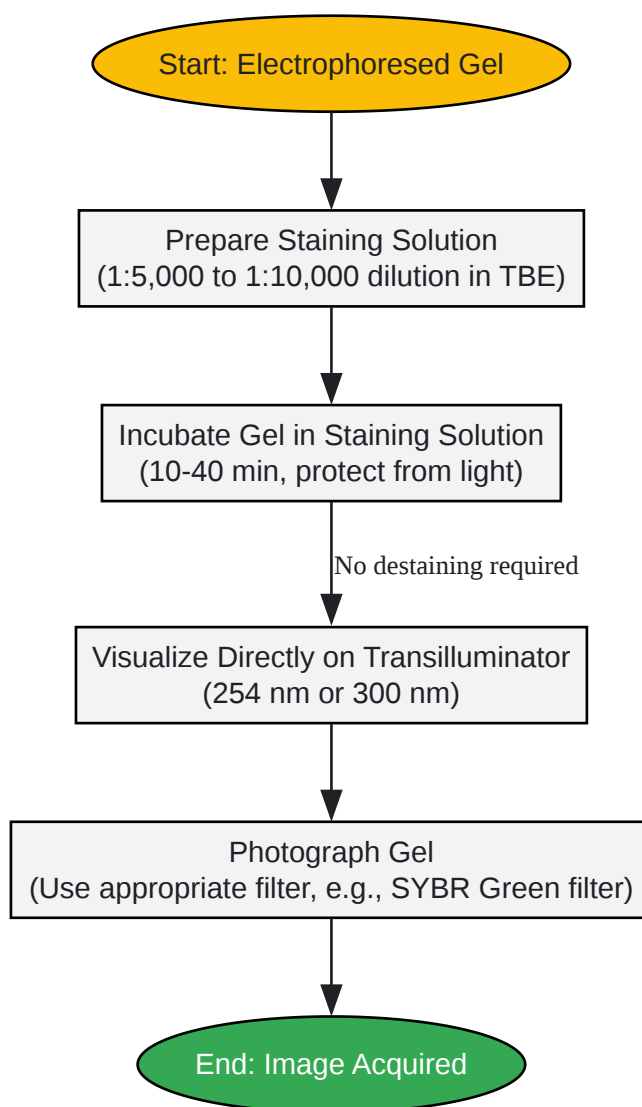 Start: Electrophoresed Gel
Prepare Staining Solution
(1:5,000 to 1:10,000 dilution in TBE)
Incubate Gel in Staining Solution
(10-40 min, protect from light)
No destaining required
Visualize Directly on Transilluminator
(254 nm or 300 nm)
Photograph Gel
(Use appropriate filter, e.g., SYBR Green filter)
End: Image Acquired